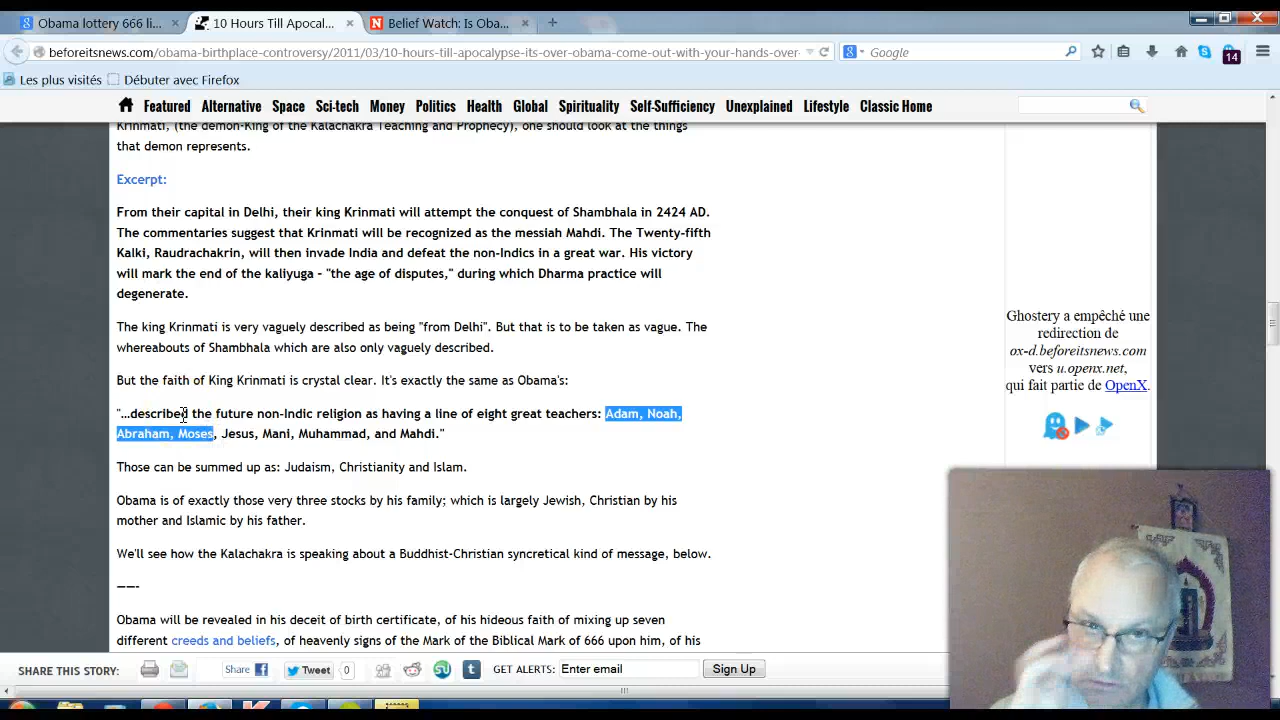 Obama lottery 666 li...
10 Hours Till Apocal...
Belief Watch: Is Oba...
beforeitsnews.com/obama-birthplace-controversy/2011/03/10-hours-till-apocalypse-its-over-obama-come-out-with-your-hands-over-
Google
14
Les plus visités
Débuter avec Firefox
Featured Alternative Space Sci-tech Money Politics Health Global Spirituality Self-Sufficiency Unexplained Lifestyle Classic Home
Krinmati, (the demon-King of the Kalachakra Teaching and Prophecy), one should look at the things
that demon represents.
Excerpt:
From their capital in Delhi, their king Krinmati will attempt the conquest of Shambhala in 2424 AD.
The commentaries suggest that Krinmati will be recognized as the messiah Mahdi. The Twenty-fifth
Kalki, Raudrachakrin, will then invade India and defeat the non-Indics in a great war. His victory
will mark the end of the kaliyuga – "the age of disputes," during which Dharma practice will
degenerate.
The king Krinmati is very vaguely described as being "from Delhi". But that is to be taken as vague. The
whereabouts of Shambhala which are also only vaguely described.
But the faith of King Krinmati is crystal clear. It's exactly the same as Obama's:
"…described the future non-Indic religion as having a line of eight great teachers: Adam, Noah,
Abraham, Moses, Jesus, Mani, Muhammad, and Mahdi."
Those can be summed up as: Judaism, Christianity and Islam.
Obama is of exactly those very three stocks by his family; which is largely Jewish, Christian by his
mother and Islamic by his father.
We'll see how the Kalachakra is speaking about a Buddhist-Christian syncretical kind of message, below.
——-
Obama will be revealed in his deceit of birth certificate, of his hideous faith of mixing up seven
different creeds and beliefs, of heavenly signs of the Mark of the Biblical Mark of 666 upon him, of his
Ghostery a empêché une
redirection de
ox-d.beforeitsnews.com
vers u.openx.net,
qui fait partie de OpenX.
SHARE THIS STORY:
Share
Tweet
0
GET ALERTS:
Enter email
Sign Up